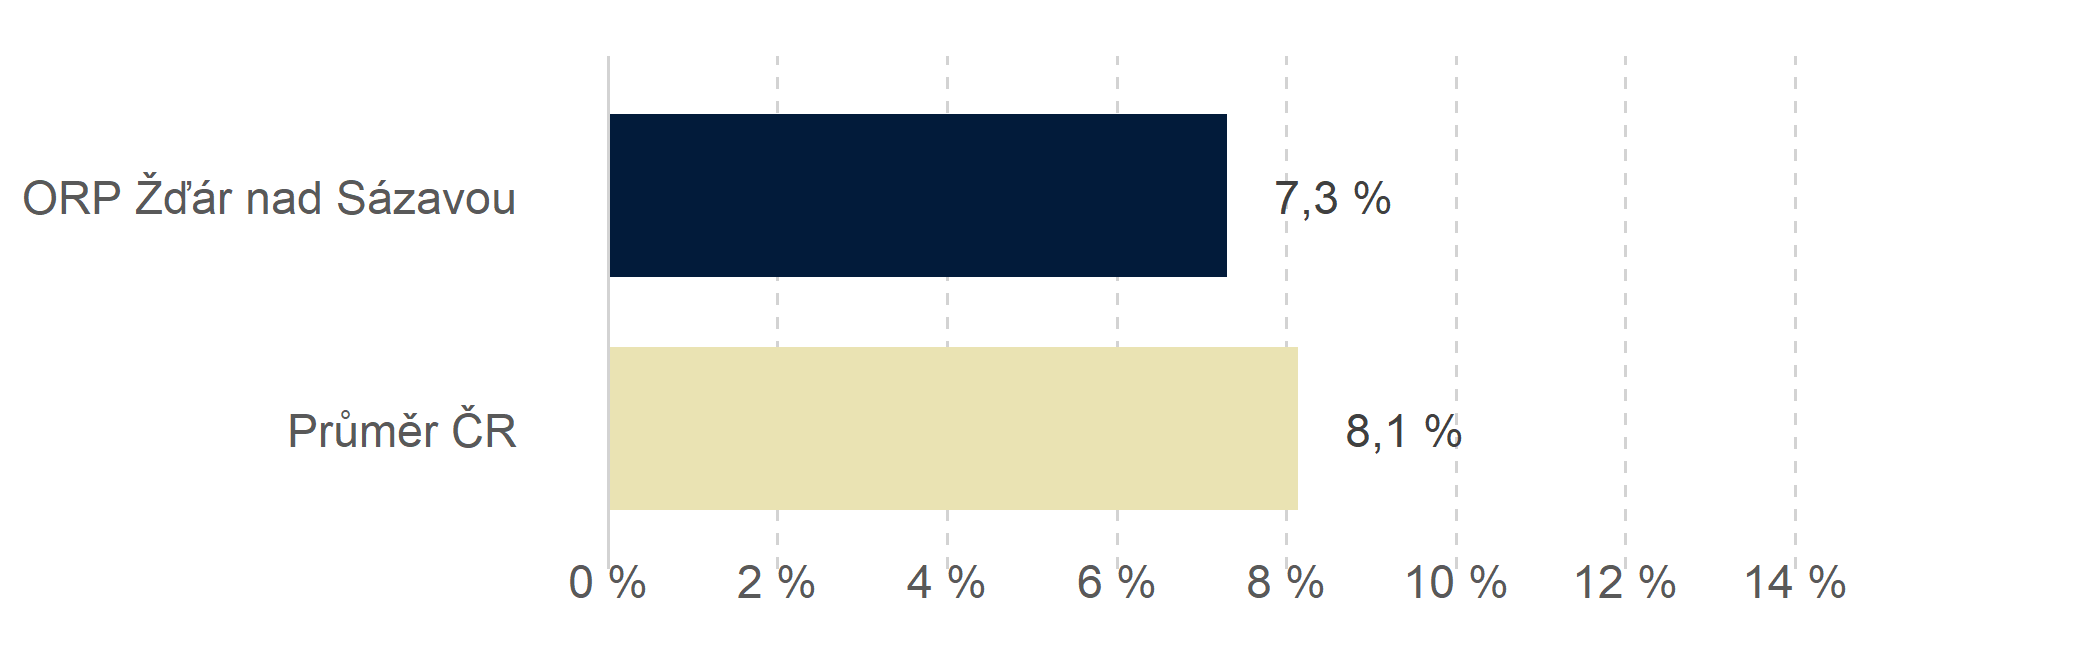 ORP Žďár nad Sázavou
7,3 %
Průměr ČR
8,1 %
0 % 2 % 4 % 6 % 8 % 10 % 12 % 14 %